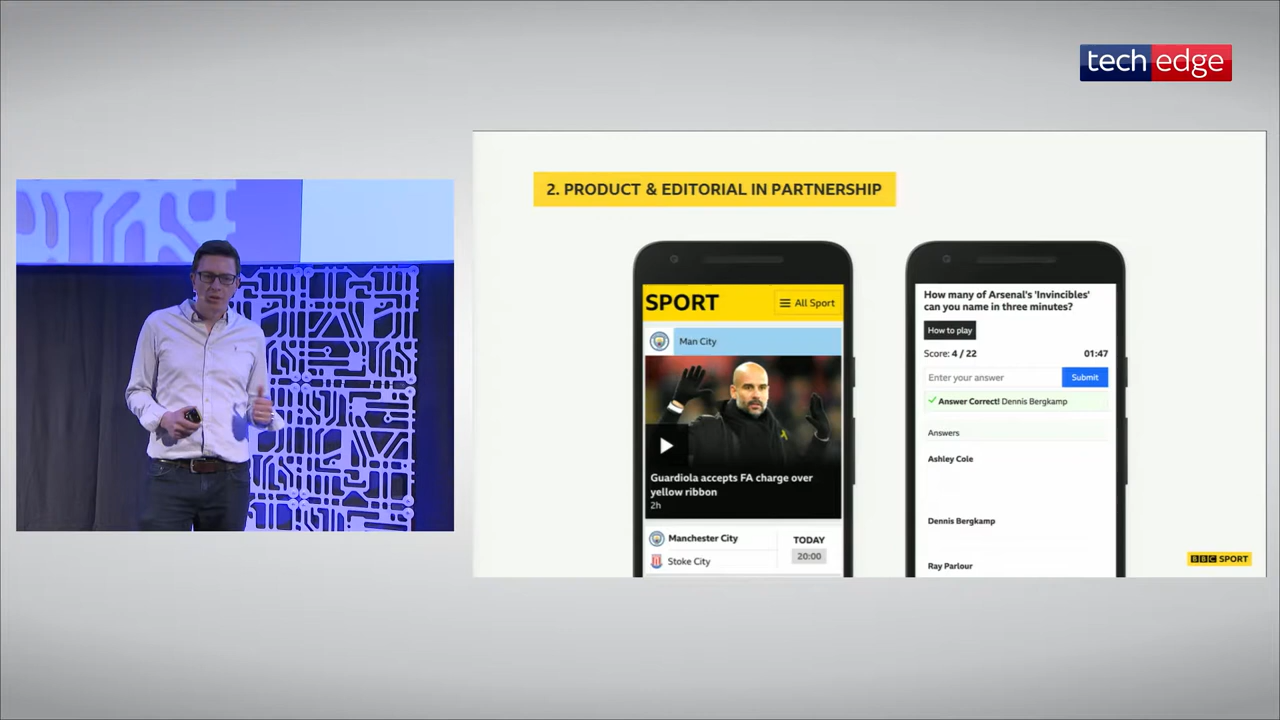 tech edge
2. PRODUCT & EDITORIAL IN PARTNERSHIP
SPORT
All Sport
Man City
Guardiola accepts FA charge over
yellow ribbon
2h
Manchester City
Stoke City
TODAY
20:00
How many of Arsenal's 'Invincibles'
can you name in three minutes?
How to play
Score: 4 / 22
01:47
Enter your answer
Submit
Answer Correct! Dennis Bergkamp
Answers
Ashley Cole
Dennis Bergkamp
Ray Parlour
BBC SPORT